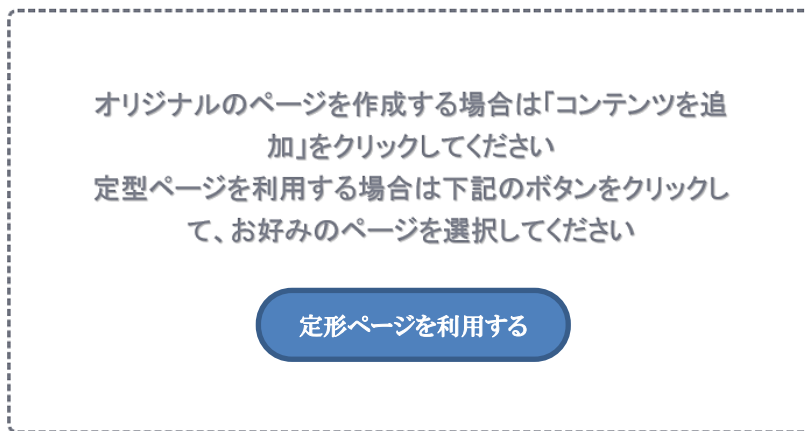 オリジナルのページを作成する場合は「コンテンツを追
加」をクリックしてください
定型ページを利用する場合は下記のボタンをクリックし
て、お好みのページを選択してください
定形ページを利用する